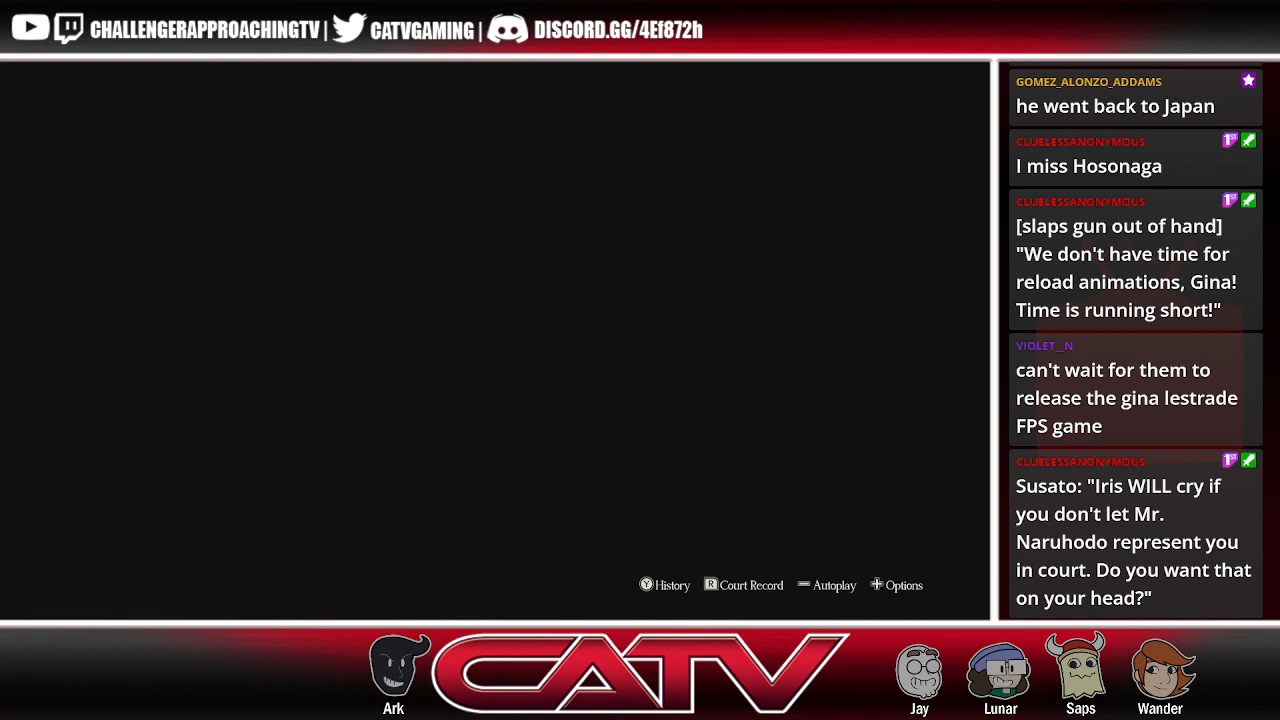 CHALLENGERAPPROACHINGTV | CATVGAMING | DISCORD.GG/4Ef872h
GOMEZ_ALONZO_ADDAMS
he went back to Japan
CLUELESSANONYMOUS
I miss Hosonaga
CLUELESSANONYMOUS
[slaps gun out of hand]
"We don't have time for
reload animations, Gina!
Time is running short!"
VIOLET__N
can't wait for them to
release the gina lestrade
FPS game
CLUELESSANONYMOUS
Susato: "Iris WILL cry if
you don't let Mr.
Naruhodo represent you
in court. Do you want that
on your head?"
Y History R Court Record Autoplay Options
CATV
Ark Jay Lunar Saps Wander